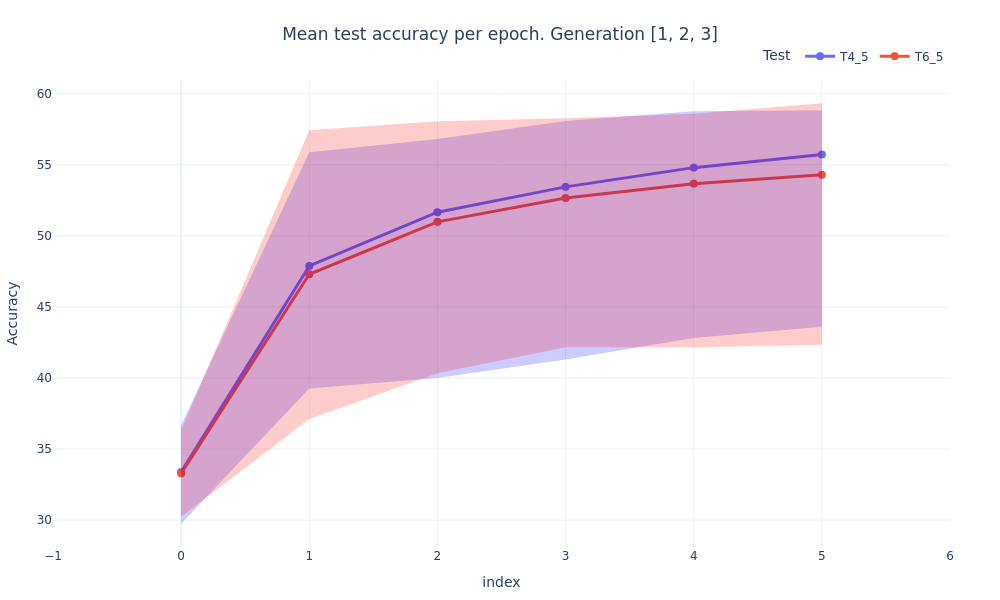 Mean test accuracy per epoch. Generation [1, 2, 3]
Test T4_5 T6_5
Accuracy
60
55
50
45
40
35
30
−1 0 1 2 3 4 5 6
index